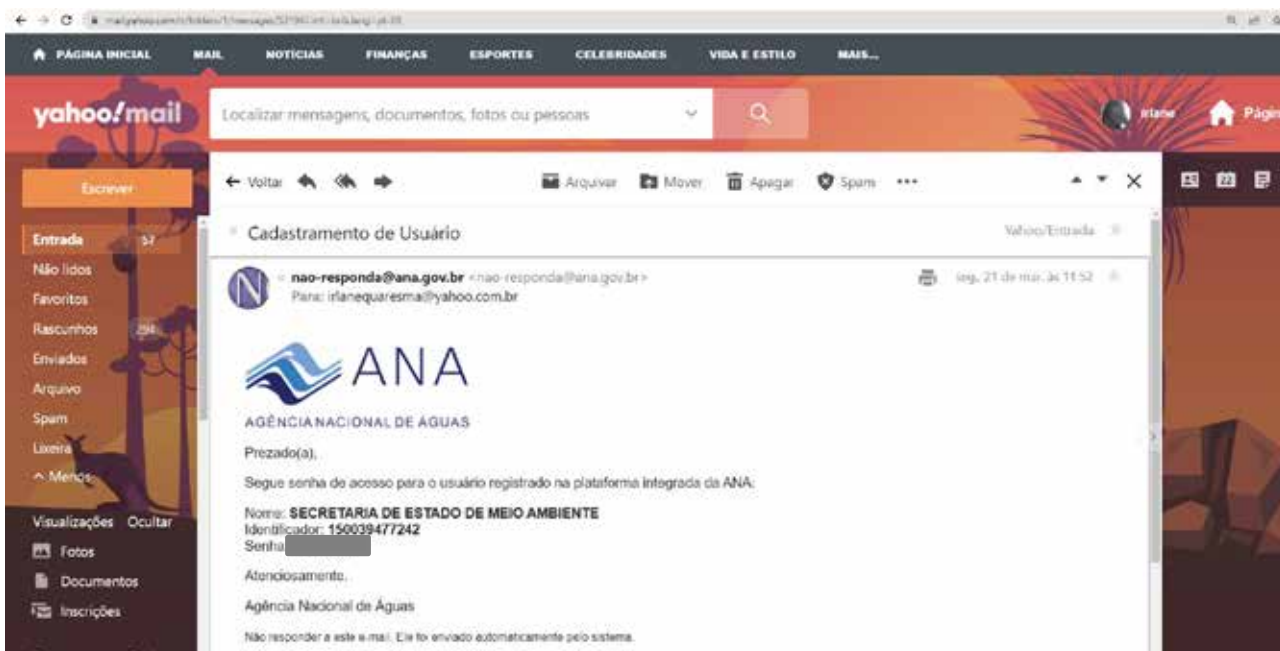 PÁGINA INICIAL MAIL NOTÍCIAS FINANÇAS ESPORTES CELEBRIDADES VIDA E ESTILO MAIS...
yahoo!mail Localizar mensagens, documentos, fotos ou pessoas Irlane
Escrever Voltar Arquivar Mover Apagar Spam ••• 22
Entrada 57 Cadastramento de Usuário Yahoo/Entrada
Não lidos nao-responda@ana.gov.br <nao-responda@ana.gov.br> seg., 21 de mar. às 11:52
Favoritos Para: irlanequaresma@yahoo.com.br
Rascunhos 294
Enviados
Arquivo
Spam
Lixeira
Menos
Visualizações Ocultar
Fotos
Documentos
Inscrições
N
ANA
AGÊNCIA NACIONAL DE ÁGUAS
Prezado(a),
Segue senha de acesso para o usuário registrado na plataforma integrada da ANA:
Nome: SECRETARIA DE ESTADO DE MEIO AMBIENTE
Identificador: 150039477242
Senha
Atenciosamente,
Agência Nacional de Águas
Não responder a este e-mail. Ele foi enviado automaticamente pelo sistema.